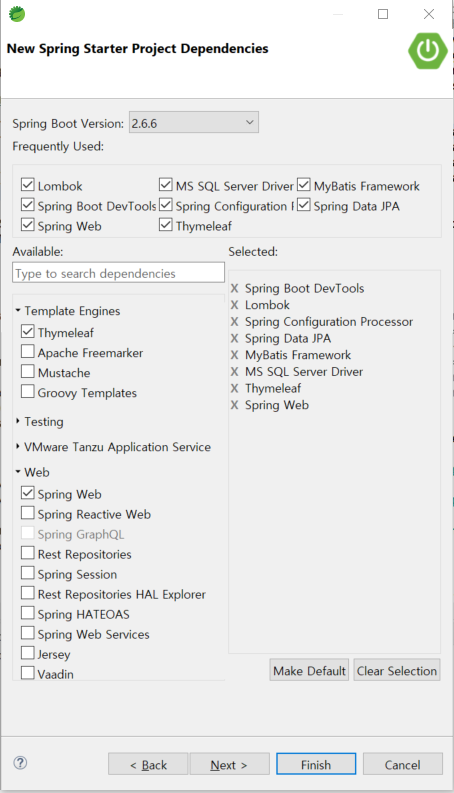 New Spring Starter Project Dependencies
Spring Boot Version: 2.6.6
Frequently Used:
Lombok MS SQL Server Driver MyBatis Framework
Spring Boot DevTools Spring Configuration Spring Data JPA
Spring Web Thymeleaf
Available: Selected:
Type to search dependencies
Template Engines
Thymeleaf
Apache Freemarker
Mustache
Groovy Templates
Testing
VMware Tanzu Application Service
Web
Spring Web
Spring Reactive Web
Spring GraphQL
Rest Repositories
Spring Session
Rest Repositories HAL Explorer
Spring HATEOAS
Spring Web Services
Jersey
Vaadin
X Spring Boot DevTools
X Lombok
X Spring Configuration Processor
X Spring Data JPA
X MyBatis Framework
X MS SQL Server Driver
X Thymeleaf
X Spring Web
Make Default Clear Selection
? < Back Next > Finish Cancel